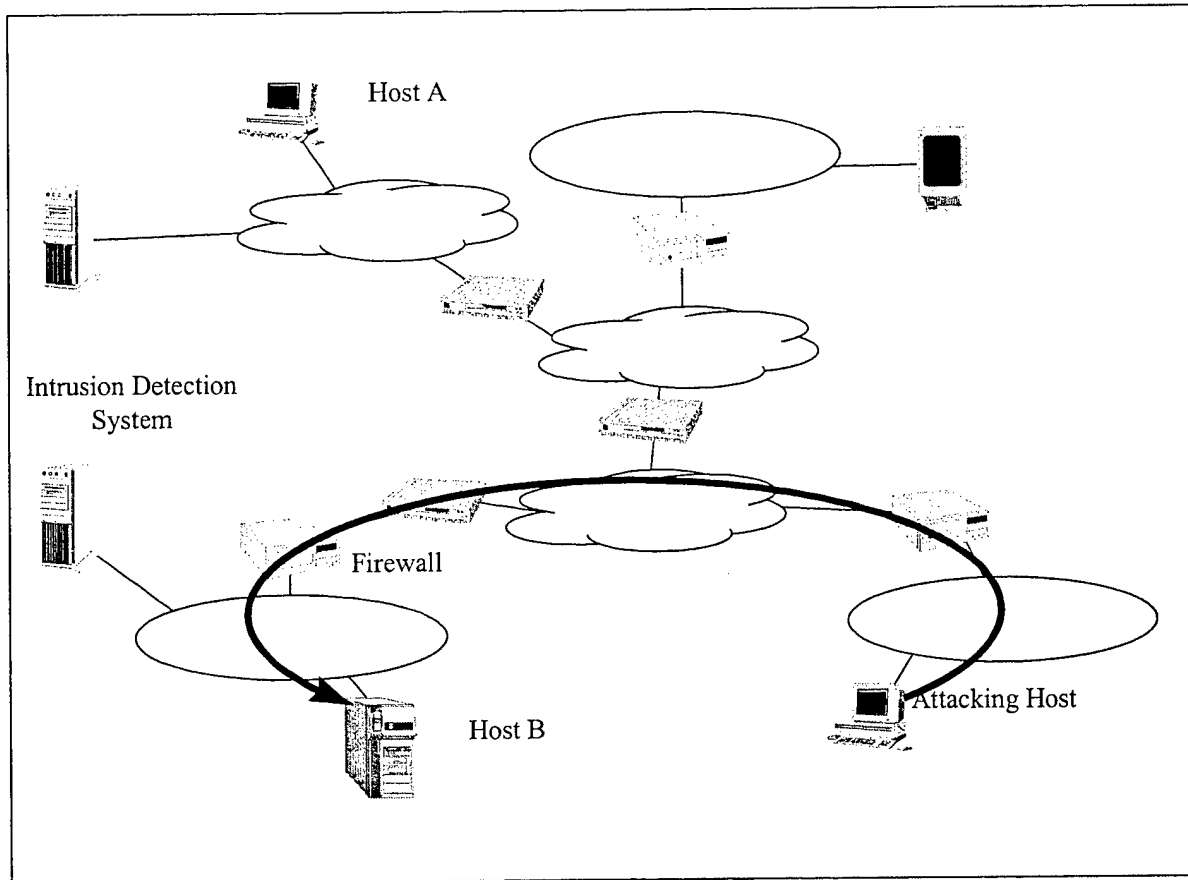 Host A
Intrusion Detection
System
Firewall
Host B
Attacking Host